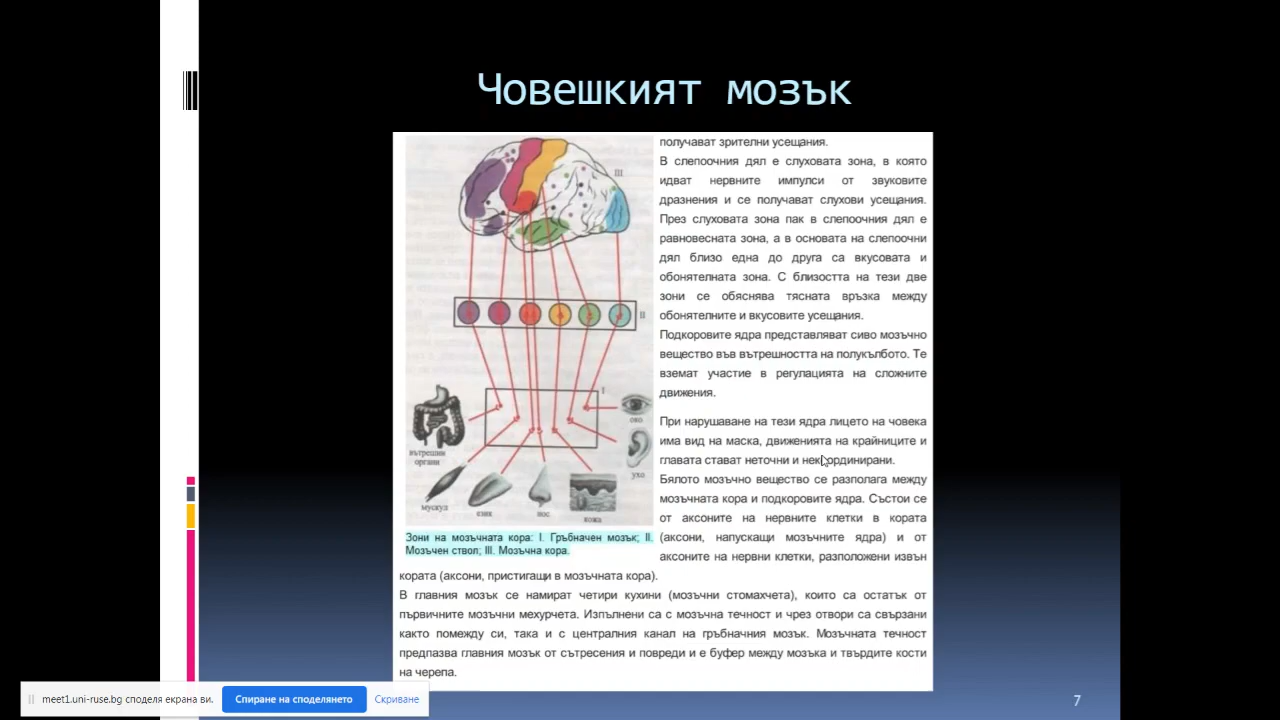 Човешкият мозък
III
II
I
вътрешни
органи
мускул
език
нос
кожа
око
ухо
Зони на мозъчната кора: I. Гръбначен мозък; II.
Мозъчен ствол; III. Мозъчна кора.
получават зрителни усещания.
В слепоочния дял е слуховата зона, в която
идват нервните импулси от звуковите
дразнения и се получават слухови усещания.
През слуховата зона пак в слепоочния дял е
равновесната зона, а в основата на слепоочни
дял близо една до друга са вкусовата и
обонятелната зона. С близостта на тези две
зони се обяснява тясната връзка между
обонятелните и вкусовите усещания.
Подкоровите ядра представляват сиво мозъчно
вещество във вътрешността на полукълбото. Те
вземат участие в регулацията на сложните
движения.
При нарушаване на тези ядра лицето на човека
има вид на маска, движенията на крайниците и
главата стават неточни и некоординирани.
Бялото мозъчно вещество се разполага между
мозъчната кора и подкоровите ядра. Състои се
от аксоните на нервните клетки в кората
(аксони, напускащи мозъчните ядра) и от
аксоните на нервни клетки, разположени извън
кората (аксони, пристигащи в мозъчната кора).
В главния мозък се намират четири кухини (мозъчни стомахчета), които са остатък от
първичните мозъчни мехурчета. Изпълнени са с мозъчна течност и чрез отвори са свързани
както помежду си, така и с централния канал на гръбначния мозък. Мозъчната течност
предпазва главния мозък от сътресения и повреди и е буфер между мозъка и твърдите кости
на черепа.
meet1.uni-ruse.bg споделя екрана ви. Спиране на споделянето Скриване
7